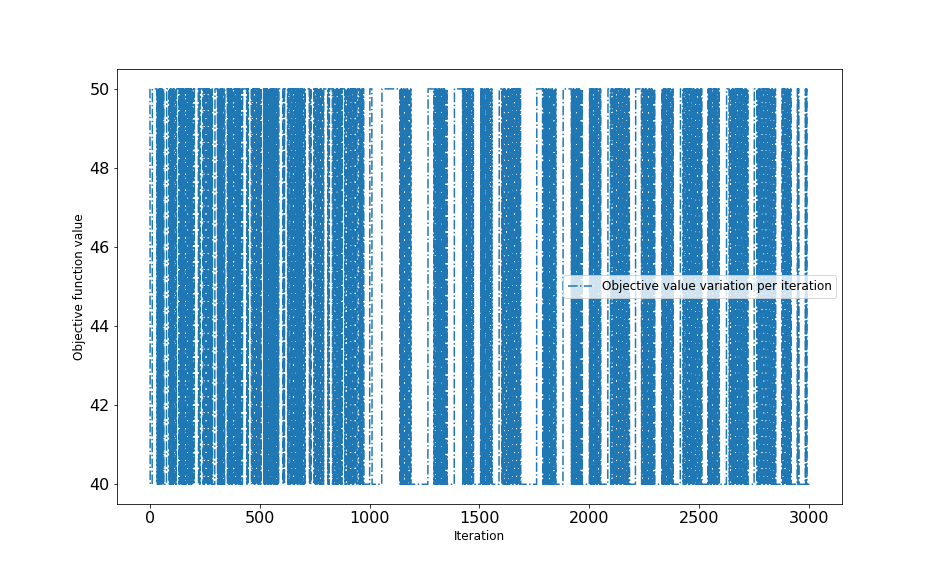 50
48
46
44
42
40
Objective function value
Objective value variation per iteration
0 500 1000 1500 2000 2500 3000
Iteration